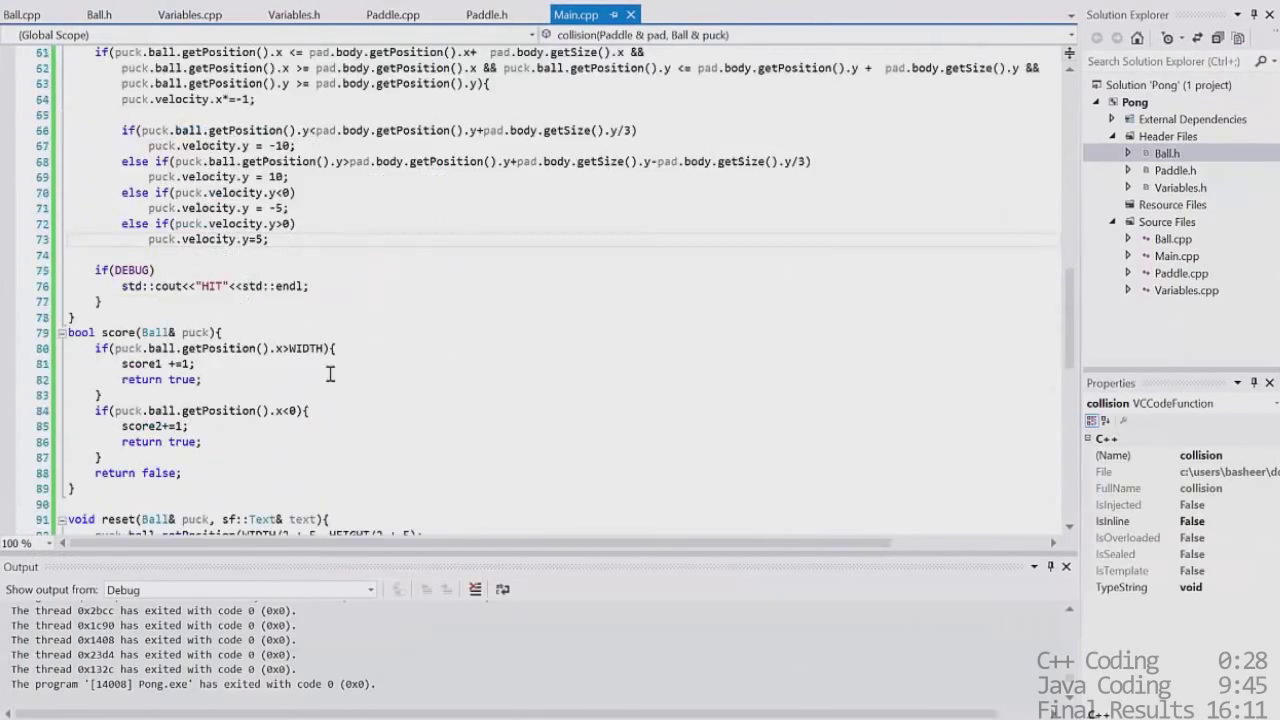 Ball.cpp Ball.h Variables.cpp Variables.h Paddle.cpp Paddle.h Main.cpp
(Global Scope) collision(Paddle & pad, Ball & puck)
61 if(puck.ball.getPosition().x <= pad.body.getPosition().x+ pad.body.getSize().x &&
62 puck.ball.getPosition().x >= pad.body.getPosition().x && puck.ball.getPosition().y <= pad.body.getPosition().y + pad.body.getSize().y &&
63 puck.ball.getPosition().y >= pad.body.getPosition().y){
64 puck.velocity.x*=-1;
65
66 if(puck.ball.getPosition().y<pad.body.getPosition().y+pad.body.getSize().y/3)
67 puck.velocity.y = -10;
68 else if(puck.ball.getPosition().y>pad.body.getPosition().y+pad.body.getSize().y-pad.body.getSize().y/3)
69 puck.velocity.y = 10;
70 else if(puck.velocity.y<0)
71 puck.velocity.y = -5;
72 else if(puck.velocity.y>0)
73 puck.velocity.y=5;
74
75 if(DEBUG)
76 std::cout<<"HIT"<<std::endl;
77 }
78 }
79 bool score(Ball& puck){
80 if(puck.ball.getPosition().x>WIDTH){
81 score1 +=1;
82 return true;
83 }
84 if(puck.ball.getPosition().x<0){
85 score2+=1;
86 return true;
87 }
88 return false;
89 }
90
91 void reset(Ball& puck, sf::Text& text){
100 %
Output
Show output from: Debug
The thread 0x2bcc has exited with code 0 (0x0).
The thread 0x1c90 has exited with code 0 (0x0).
The thread 0x1408 has exited with code 0 (0x0).
The thread 0x23d4 has exited with code 0 (0x0).
The thread 0x132c has exited with code 0 (0x0).
The program '[14008] Pong.exe' has exited with code 0 (0x0).
Solution Explorer
Search Solution Explorer (Ctrl+;)
Solution 'Pong' (1 project)
Pong
External Dependencies
Header Files
Ball.h
Paddle.h
Variables.h
Resource Files
Source Files
Ball.cpp
Main.cpp
Paddle.cpp
Variables.cpp
Properties
collision VCCodeFunction
C++
(Name) collision
File c:\users\basheer\d
FullName collision
IsInjected False
IsInline False
IsOverloaded False
IsSealed False
IsTemplate False
TypeString void
C++ Coding 0:28
Java Coding 9:45
Final Results 16:11
C++